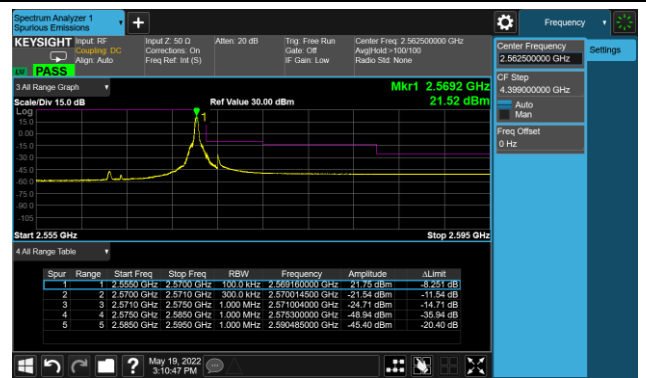 Spectrum Analyzer 1
Spurious Emissions
Frequency
KEYSIGHT
Input: RF
Coupling: DC
Align: Auto
Input Z: 50 Ω
Corrections: On
Freq Ref: Int (S)
Atten: 20 dB
Trig: Free Run
Gate: Off
IF Gain: Low
Center Freq: 2.562500000 GHz
Avg|Hold:>100/100
Radio Std: None
PASS
Center Frequency
2.562500000 GHz
Settings
CF Step
4.399000000 GHz
Auto
Man
Freq Offset
0 Hz
3 All Range Graph
Mkr1 2.5692 GHz
Scale/Div 15.0 dB
Ref Value 30.00 dBm
21.52 dBm
Log
1
15.0
0.00
-15.0
-30.0
-45.0
-60.0
-75.0
-90.0
-105
Start 2.555 GHz
Stop 2.595 GHz
4 All Range Table
Spur Range Start Freq Stop Freq RBW Frequency Amplitude ΔLimit
1 1 2.5550 GHz 2.5700 GHz 100.0 kHz 2.569160000 GHz 21.75 dBm -8.251 dB
2 2 2.5700 GHz 2.5710 GHz 300.0 kHz 2.570014500 GHz -21.54 dBm -11.54 dB
3 3 2.5710 GHz 2.5750 GHz 1.000 MHz 2.571004000 GHz -24.71 dBm -14.71 dB
4 4 2.5750 GHz 2.5850 GHz 1.000 MHz 2.575300000 GHz -48.94 dBm -35.94 dB
5 5 2.5850 GHz 2.5950 GHz 1.000 MHz 2.590485000 GHz -45.40 dBm -20.40 dB
?
May 19, 2022
3:10:47 PM